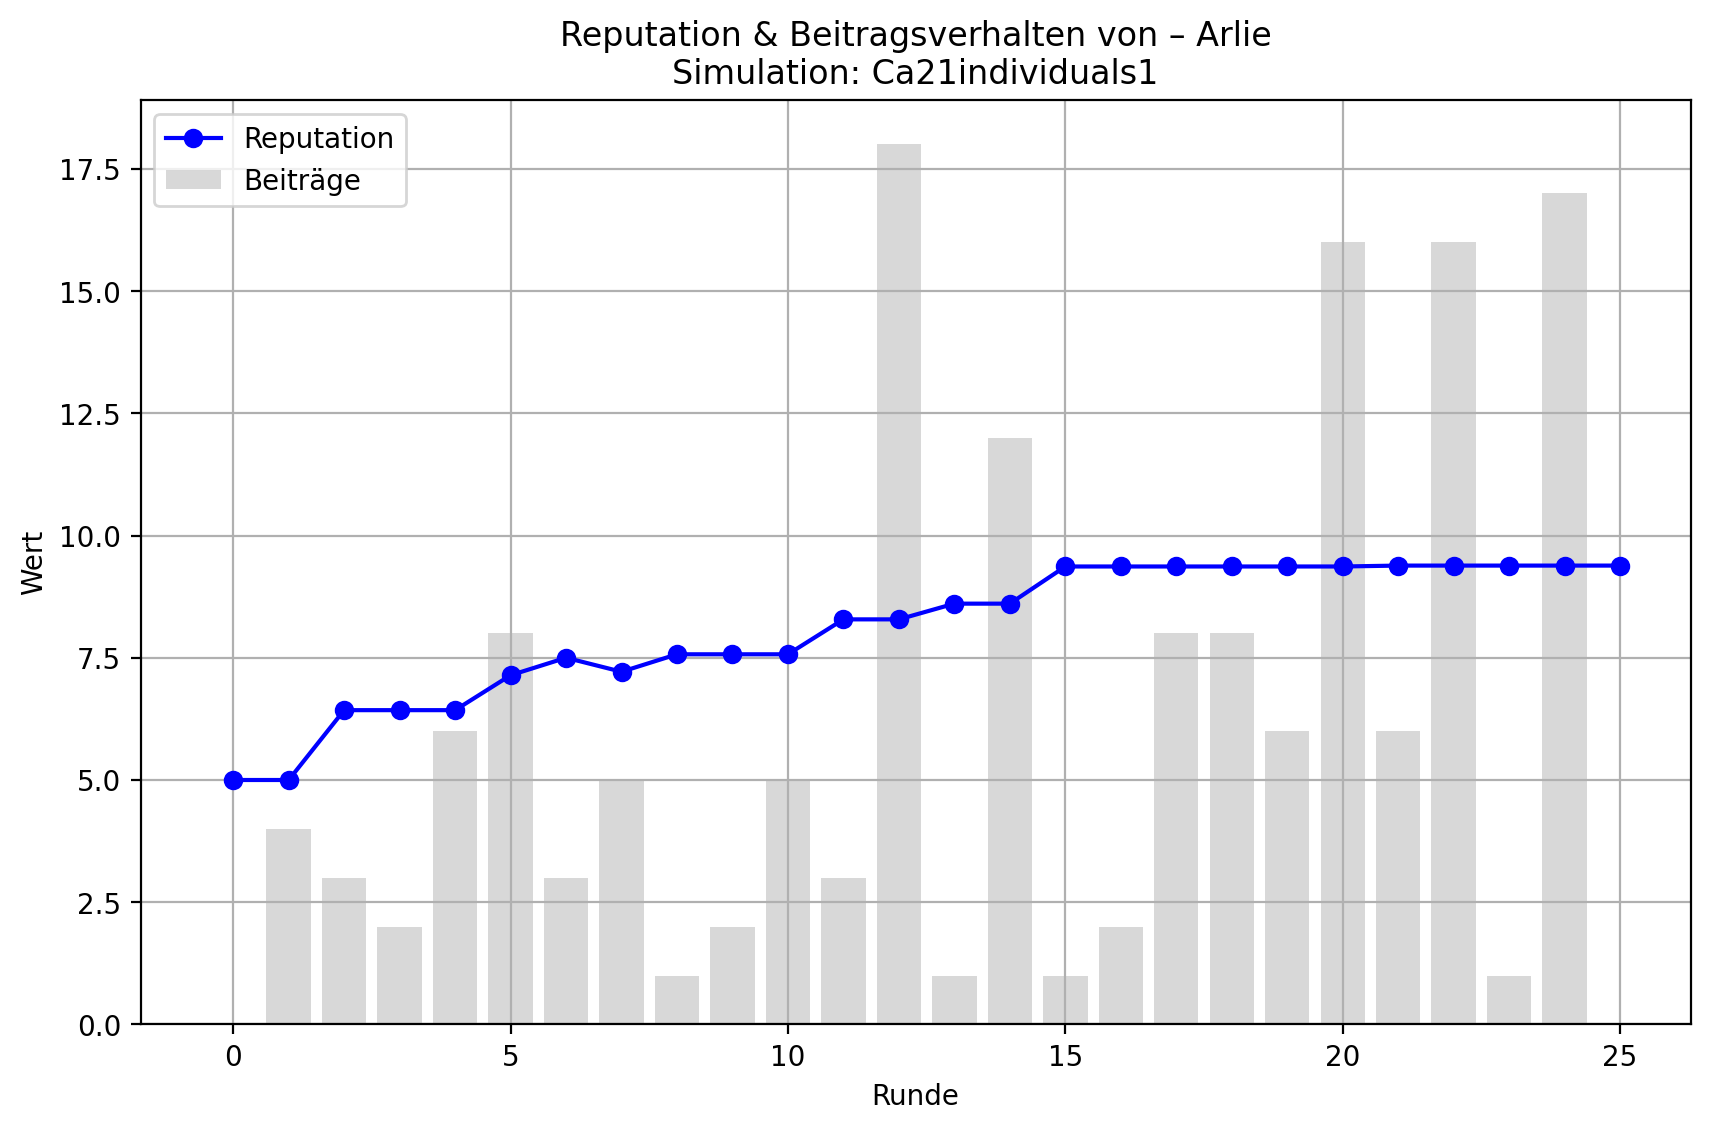 Reputation & Beitragsverhalten von – Arlie
Simulation: Ca21individuals1
Reputation
Beiträge
17.5
15.0
12.5
10.0
7.5
5.0
2.5
0.0
Wert
0 5 10 15 20 25
Runde